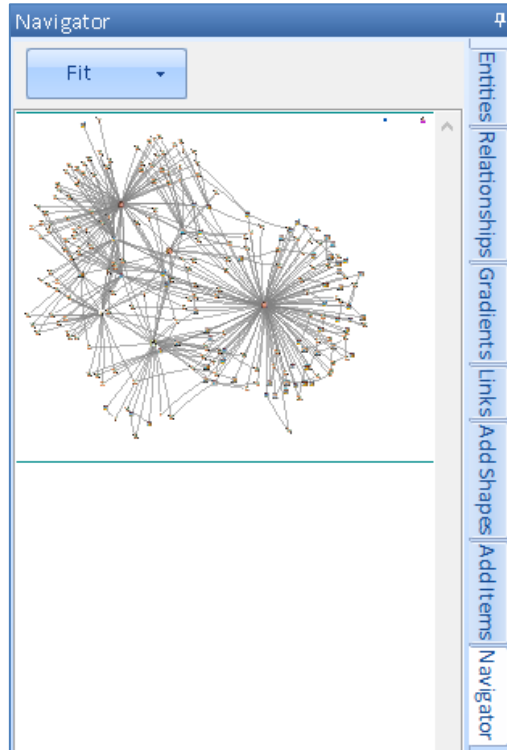 Navigator
Fit
Entities
Relationships
Gradients
Links
Add Shapes
Add Items
Navigator